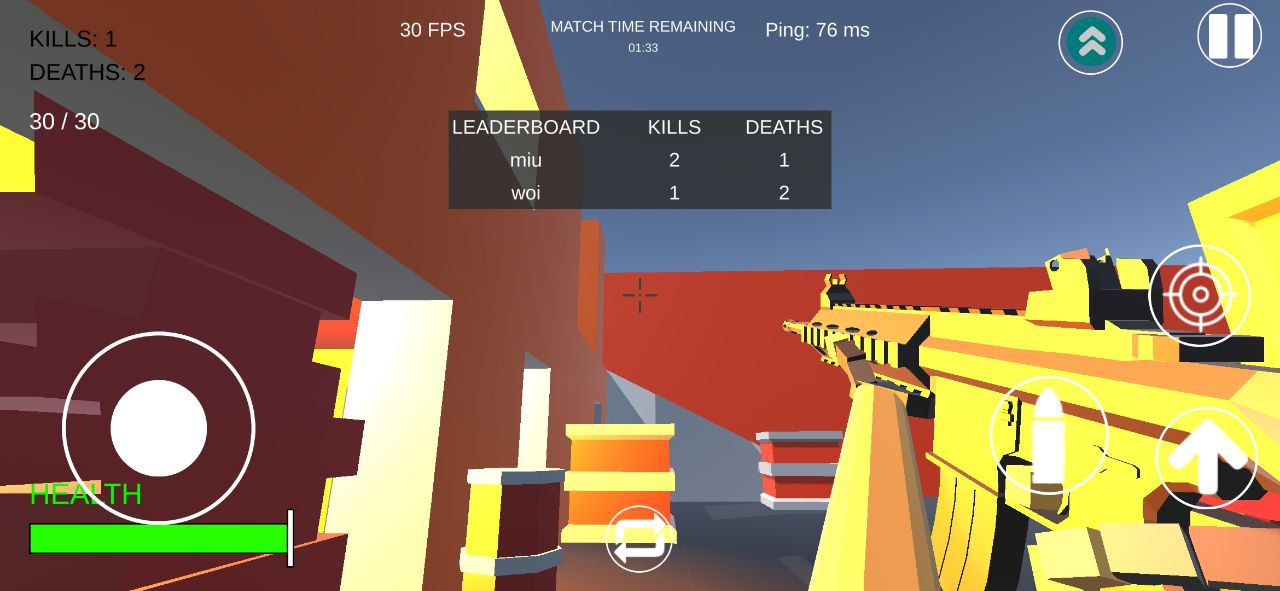 KILLS: 1
DEATHS: 2
30 / 30
30 FPS
MATCH TIME REMAINING
01:33
Ping: 76 ms
LEADERBOARD KILLS DEATHS
miu 2 1
woi 1 2
HEALTH